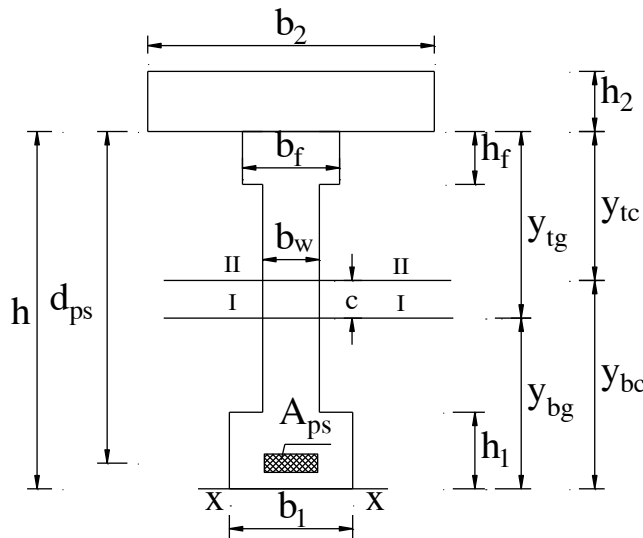 b2
h2
bf
hf
ytc
ytg
bw
II
II
h
dps
I
c
I
ybc
ybg
Aps
h1
x
x
b1